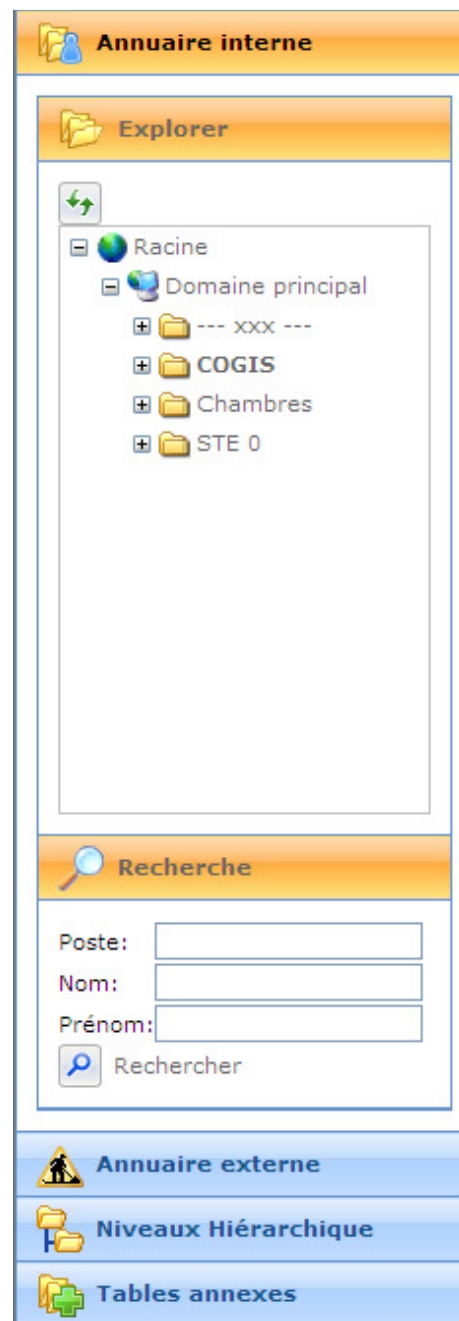 Annuaire interne
Explorer
Racine
Domaine principal
--- xxx ---
COGIS
Chambres
STE 0
Recherche
Poste:
Nom:
Prénom:
Rechercher
Annuaire externe
Niveaux Hiérarchique
Tables annexes